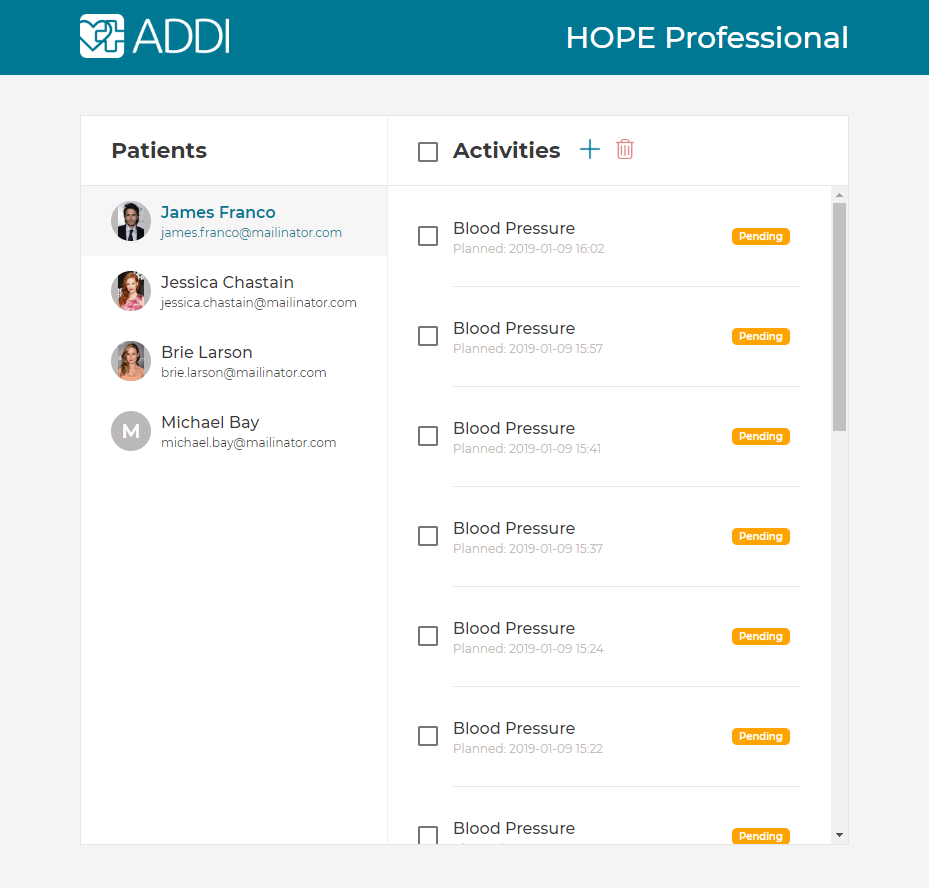 ADDI
HOPE Professional
Patients
Activities
James Franco
james.franco@mailinator.com
Jessica Chastain
jessica.chastain@mailinator.com
Brie Larson
brie.larson@mailinator.com
M
Michael Bay
michael.bay@mailinator.com
Blood Pressure
Planned: 2019-01-09 16:02
Pending
Blood Pressure
Planned: 2019-01-09 15:57
Pending
Blood Pressure
Planned: 2019-01-09 15:41
Pending
Blood Pressure
Planned: 2019-01-09 15:37
Pending
Blood Pressure
Planned: 2019-01-09 15:24
Pending
Blood Pressure
Planned: 2019-01-09 15:22
Pending
Blood Pressure
Pending